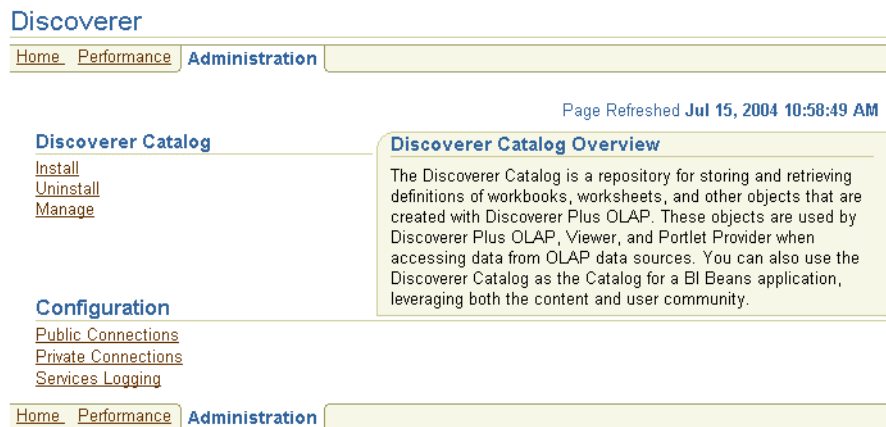 Discoverer
Home Performance Administration
Page Refreshed Jul 15, 2004 10:58:49 AM
Discoverer Catalog
Install
Uninstall
Manage
Discoverer Catalog Overview
The Discoverer Catalog is a repository for storing and retrieving
definitions of workbooks, worksheets, and other objects that are
created with Discoverer Plus OLAP. These objects are used by
Discoverer Plus OLAP, Viewer, and Portlet Provider when
accessing data from OLAP data sources. You can also use the
Discoverer Catalog as the Catalog for a BI Beans application,
leveraging both the content and user community.
Configuration
Public Connections
Private Connections
Services Logging
Home Performance Administration